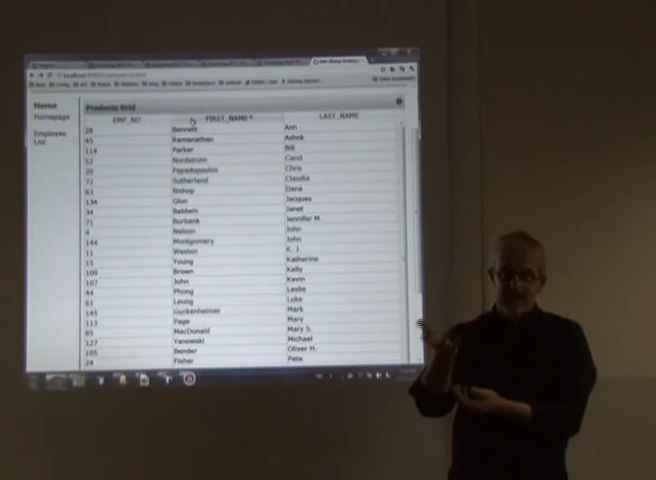 Home
Homepage
Employee
List
Products Grid
EMP_NO FIRST_NAME LAST_NAME
28 Bennett Ann
45 Ramanathan Ashok
114 Parker Bill
52 Nordstrom Carol
20 Papadopoulos Chris
72 Sutherland Claudia
83 Bishop Dana
134 Glon Jacques
34 Baldwin Janet
71 Burbank Jennifer M.
4 Nelson John
144 Montgomery John
11 Weston K. J.
15 Young Katherine
109 Brown Kelly
107 John Kevin
44 Phong Leslie
61 Leung Luke
145 Guckenheimer Mark
113 Page Mary
85 MacDonald Mary S.
127 Yanowski Michael
105 Bender Oliver H.
24 Fisher Pete